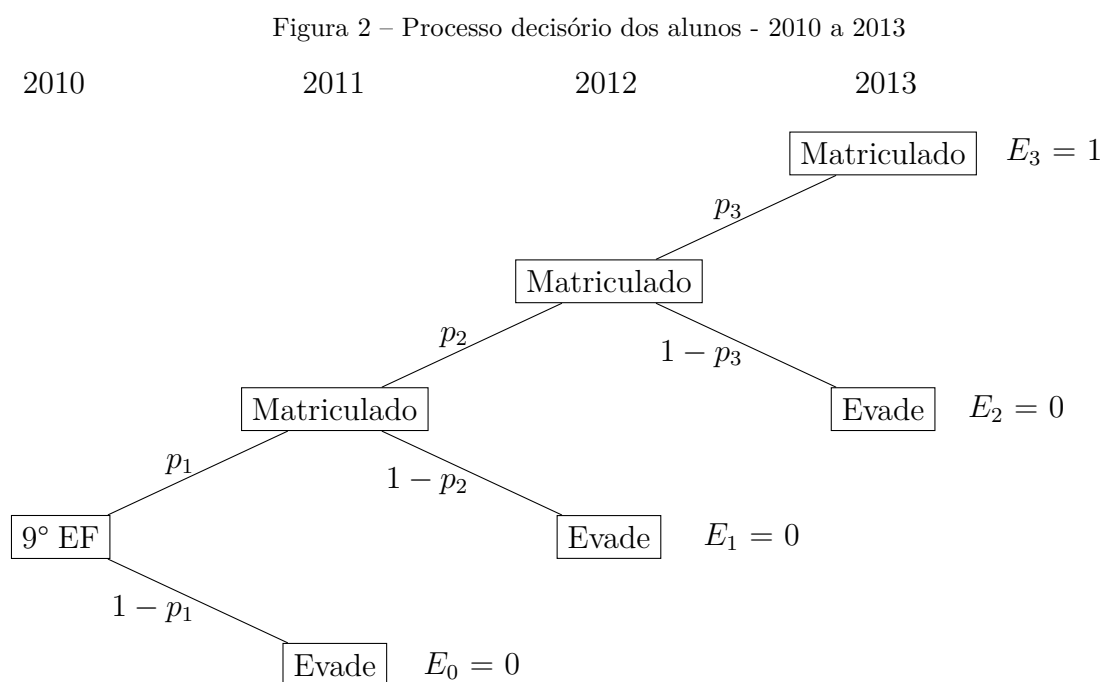 Figura 2 – Processo decisório dos alunos - 2010 a 2013
2010 2011 2012 2013
Matriculado E₃ = 1
p₃
Matriculado
p₂ 1 − p₃
Matriculado Evade E₂ = 0
p₁ 1 − p₂
9° EF Evade E₁ = 0
1 − p₁
Evade E₀ = 0